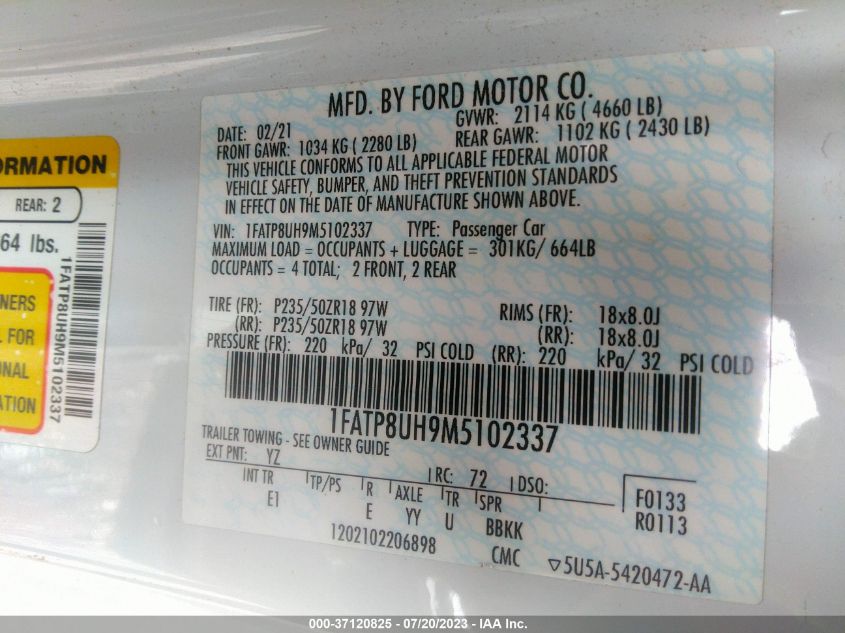 ORMATION
REAR: 2
64 lbs.
NERS
L FOR
ONAL
ATION
1FATP8UH9M5102337
MFD. BY FORD MOTOR CO.
DATE: 02/21 GVWR: 2114 KG ( 4660 LB)
FRONT GAWR: 1034 KG ( 2280 LB) REAR GAWR: 1102 KG ( 2430 LB)
THIS VEHICLE CONFORMS TO ALL APPLICABLE FEDERAL MOTOR
VEHICLE SAFETY, BUMPER, AND THEFT PREVENTION STANDARDS
IN EFFECT ON THE DATE OF MANUFACTURE SHOWN ABOVE.
VIN: 1FATP8UH9M5102337 TYPE: Passenger Car
MAXIMUM LOAD = OCCUPANTS + LUGGAGE = 301KG/ 664LB
OCCUPANTS = 4 TOTAL; 2 FRONT, 2 REAR
TIRE (FR): P235/50ZR18 97W RIMS (FR): 18x8.0J
(RR): P235/50ZR18 97W (RR): 18x8.0J
PRESSURE (FR): 220 kPa/ 32 PSI COLD (RR): 220 kPa/ 32 PSI COLD
1FATP8UH9M5102337
TRAILER TOWING - SEE OWNER GUIDE
EXT PNT: YZ RC: 72 DSO:
INT TR TP/PS R AXLE TR SPR F0133
E1 E YY U BBKK R0113
1202102206898 CMC ▽5U5A-5420472-AA
000-37120825 - 07/20/2023 - IAA Inc.